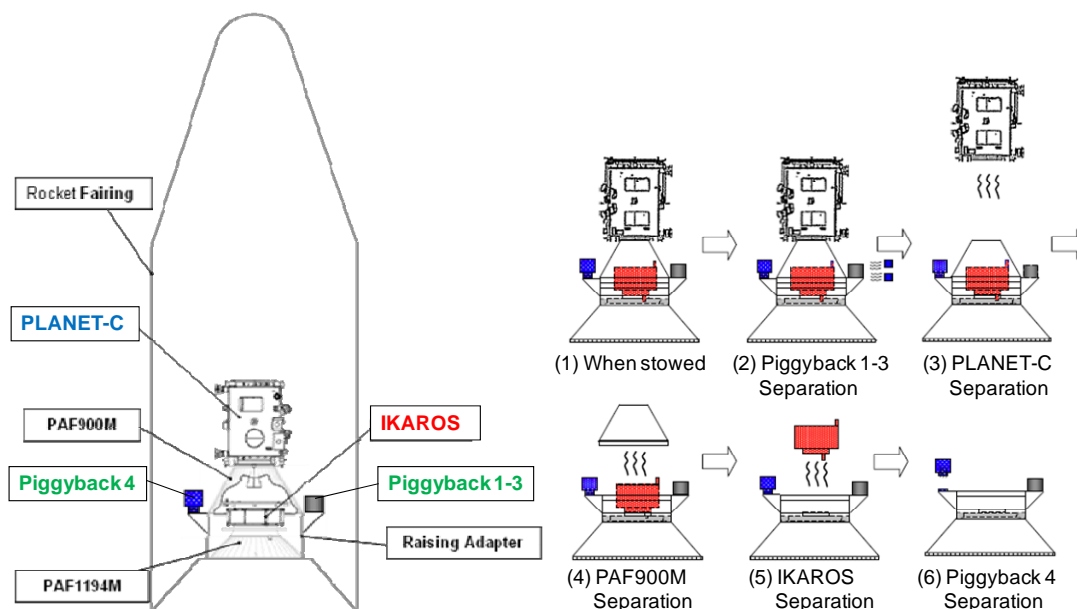 Rocket Fairing
PLANET-C
PAF900M
IKAROS
Piggyback 4
Piggyback 1-3
Raising Adapter
PAF1194M
(1) When stowed
(2) Piggyback 1-3
Separation
(3) PLANET-C
Separation
(4) PAF900M
Separation
(5) IKAROS
Separation
(6) Piggyback 4
Separation